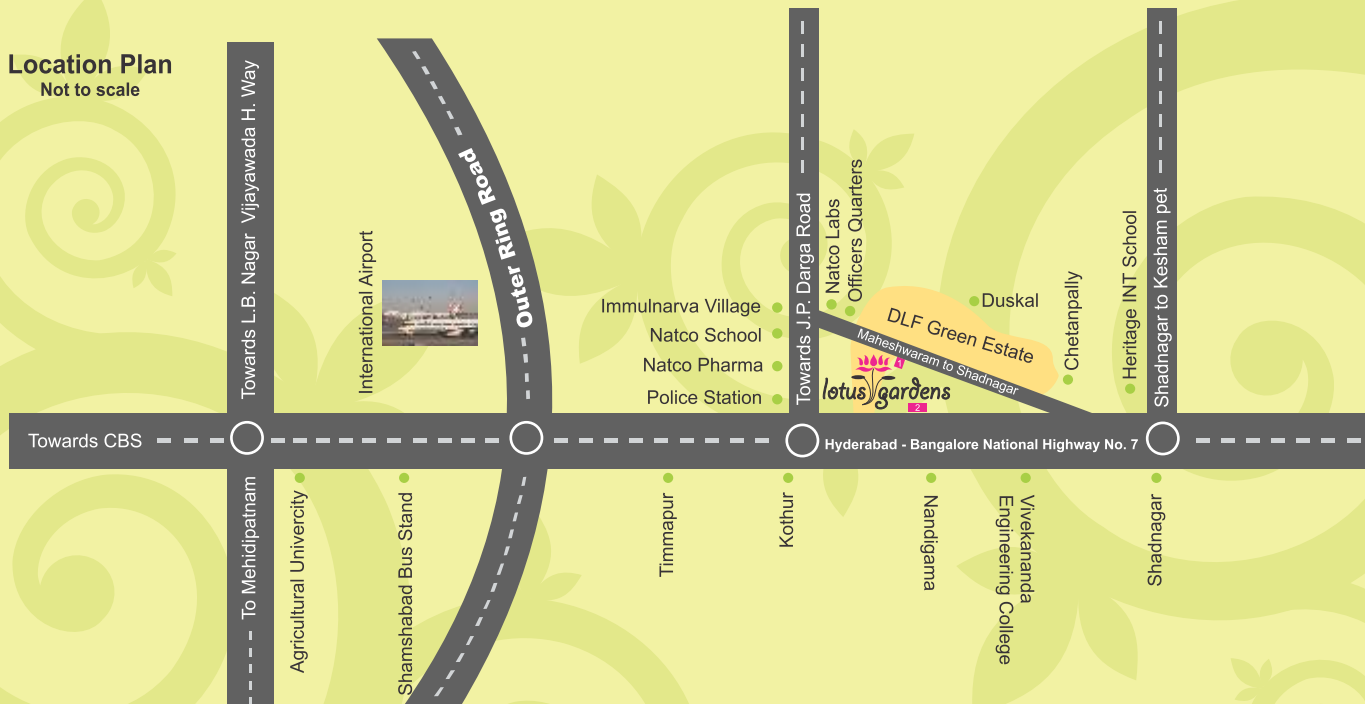 Location Plan
Not to scale
Towards L.B. Nagar Vijayawada H. Way
International Airport
Outer Ring Road
Immulnarva Village
Natco School
Natco Pharma
Police Station
Towards J.P. Darga Road
Natco Labs
Officers Quarters
DLF Green Estate
Duskal
Maheshwaram to Shadnagar
1
lotus gardens
2
Chetanpally
Heritage INT School
Shadnagar to Kesham pet
Towards CBS
Hyderabad - Bangalore National Highway No. 7
To Mehidipatnam
Agricultural Univercity
Shamshabad Bus Stand
Timmapur
Kothur
Nandigama
Vivekananda
Engineering College
Shadnagar